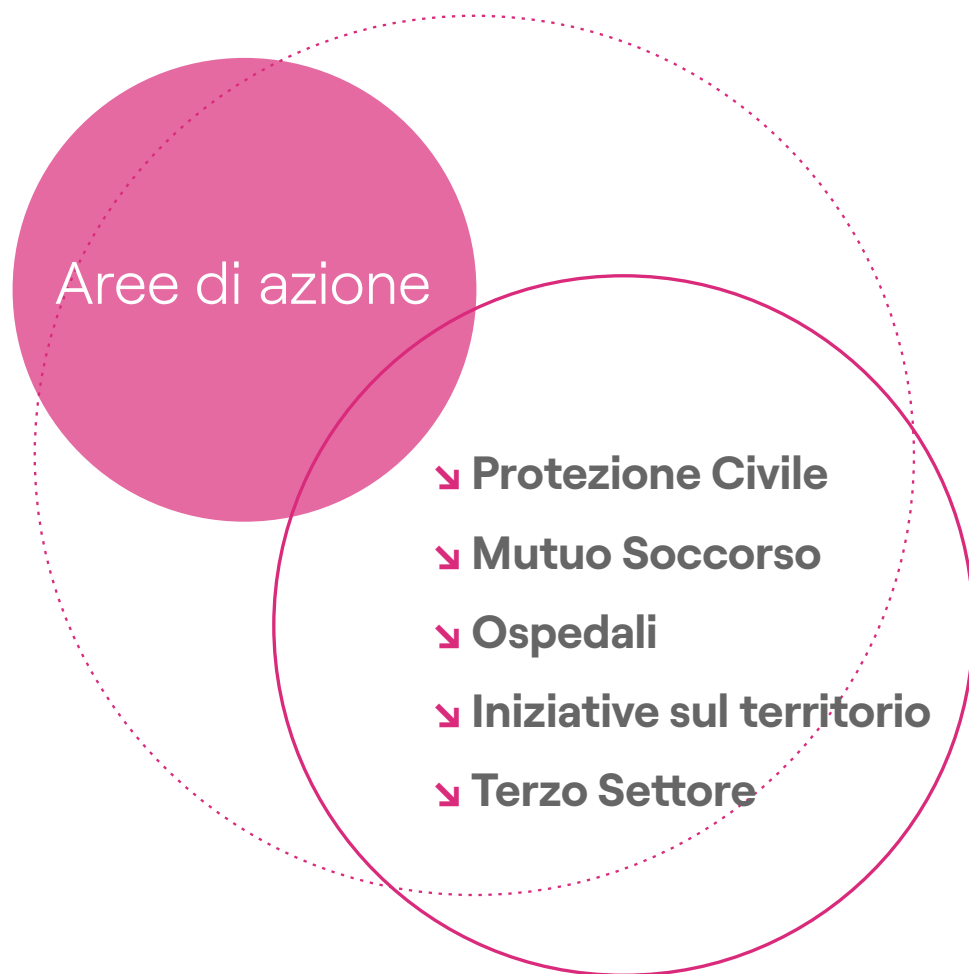 Aree di azione
Protezione Civile
Mutuo Soccorso
Ospedali
Iniziative sul territorio
Terzo Settore